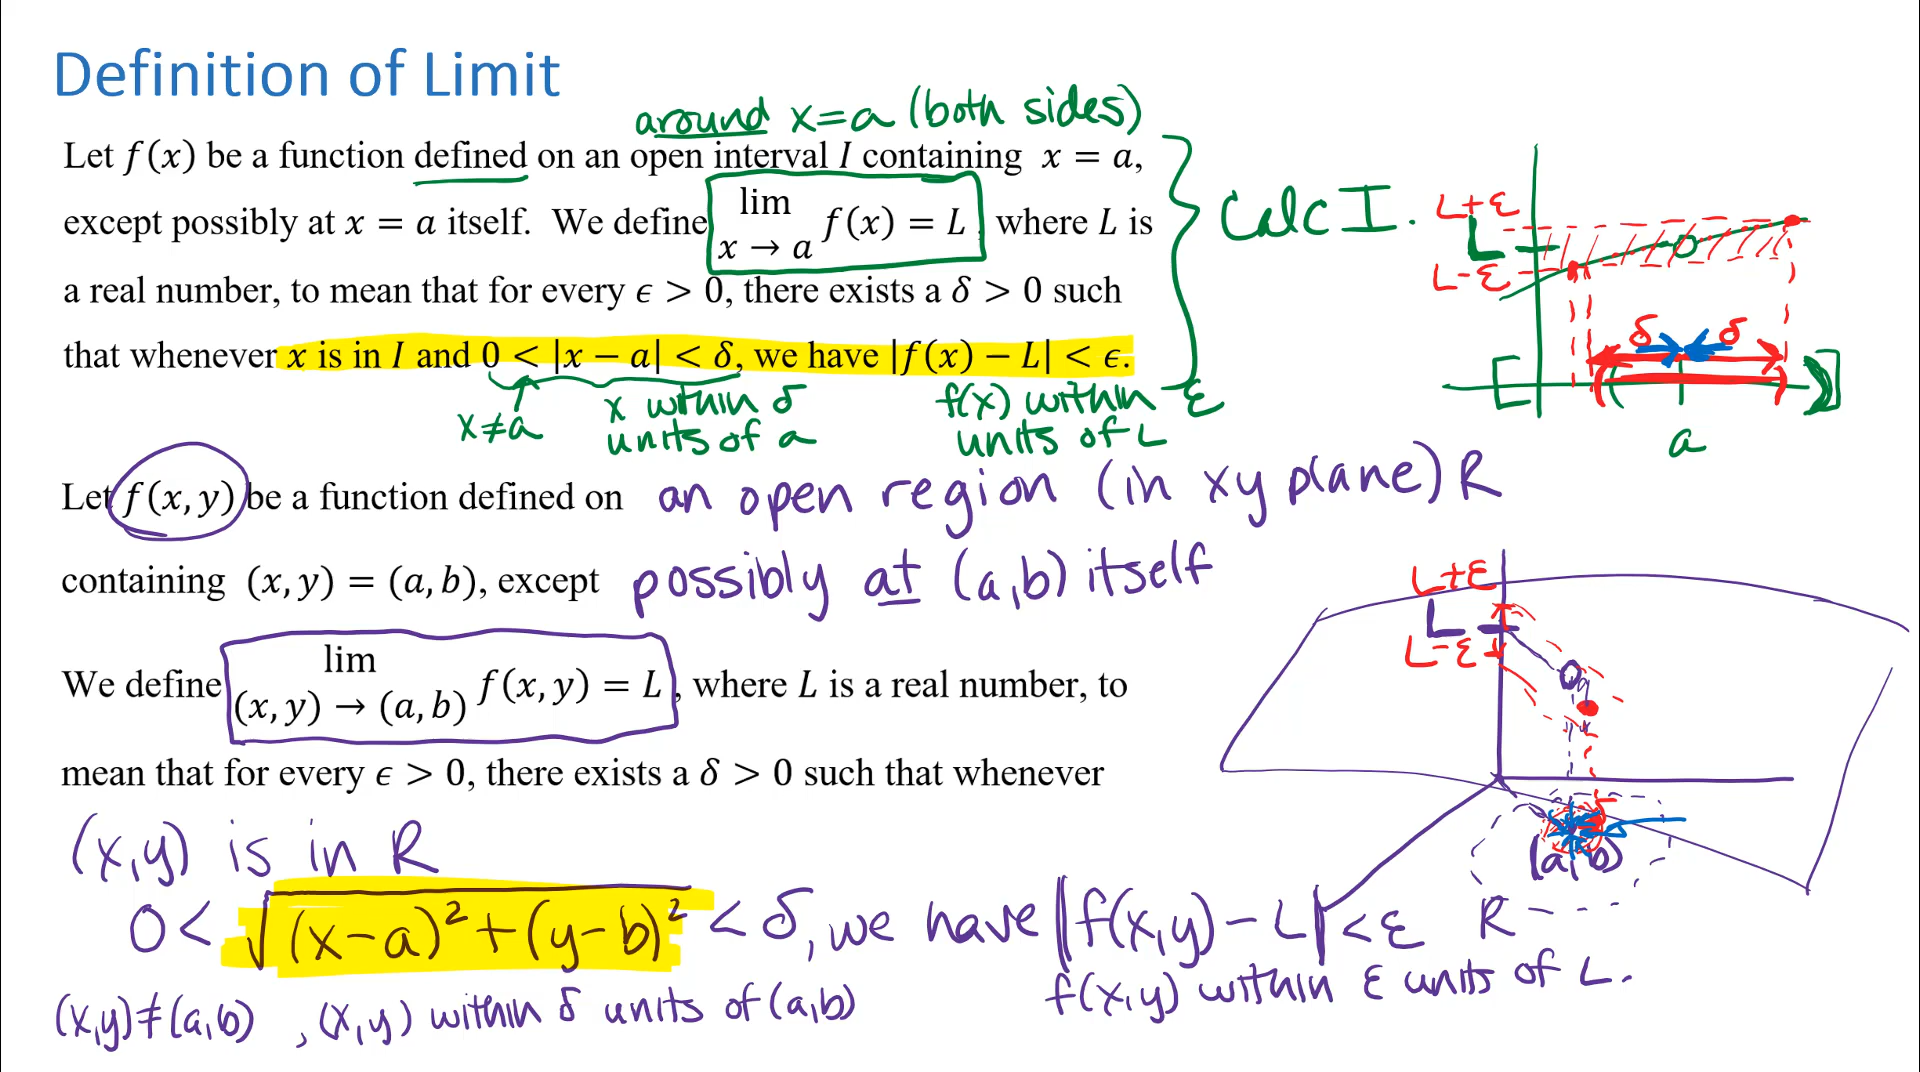 Definition of Limit
around x=a (both sides)
Let f(x) be a function defined on an open interval I containing x = a,
except possibly at x = a itself. We define lim x → a f(x) = L, where L is
a real number, to mean that for every ϵ > 0, there exists a δ > 0 such
that whenever x is in I and 0 < |x − a| < δ, we have |f(x) − L| < ϵ.
x≠a
x within δ
units of a
f(x) within ε
units of L
Calc I.
L+ε
L
L-ε
δ δ
a
Let f(x, y) be a function defined on an open region (in xy plane) R
containing (x, y) = (a, b), except possibly at (a,b) itself
We define lim (x, y) → (a, b) f(x, y) = L, where L is a real number, to
mean that for every ϵ > 0, there exists a δ > 0 such that whenever
(x,y) is in R
0 < √(x-a)²+(y-b)² < δ, we have |f(x,y)-L| < ε
(x,y)≠(a,b) , (x,y) within δ units of (a,b)
f(x,y) within ε units of L.
L+ε
L
L-ε
δ
(a,b)
R